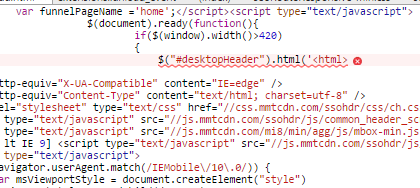 var funnelPageName ='home';</script><script type="text/javascript">
$(document).ready(function(){
if($(window).width()>420)
{
$("#desktopHeader").html('<html>
ttp-equiv="X-UA-Compatible" content="IE=edge" />
ttp-equiv="Content-Type" content="text/html; charset=utf-8" />
el="stylesheet" type="text/css" href="//css.mmtcdn.com/ssohdr/css/ch.cs
type="text/javascript" src="//js.mmtcdn.com/ssohdr/js/common_header_sc
type="text/javascript" src="//js.mmtcdn.com/mi8/min/agg/js/mbox-min.js
lt IE 9] <script type="text/javascript" src="//js.mmtcdn.com/ssohdr/js
type="text/javascript">
avigator.userAgent.match(/IEMobile\/10\.0/)) {
var msViewportStyle = document.createElement("style")